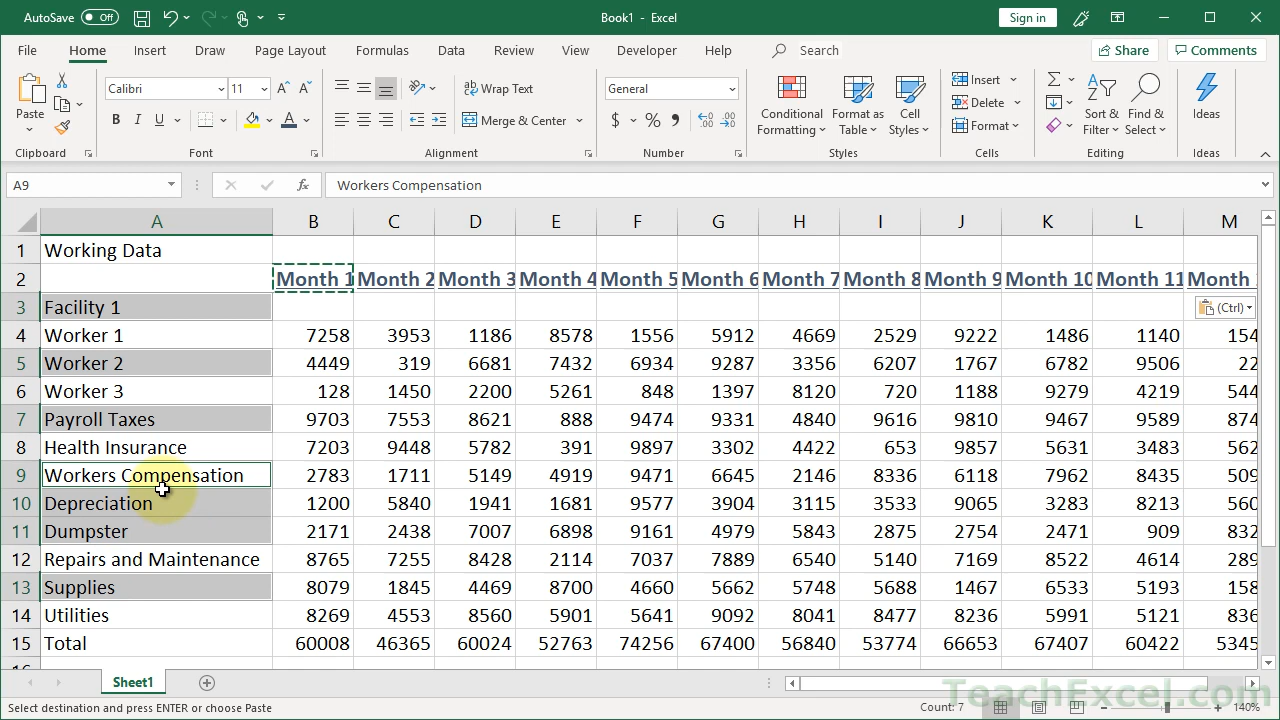 AutoSave Off Book1 - Excel Sign in
File Home Insert Draw Page Layout Formulas Data Review View Developer Help Search Share Comments
Paste Calibri 11 Wrap Text General Conditional Formatting Format as Table Cell Styles Insert Sort & Filter Find & Select Ideas
B I U Merge & Center $ % Delete
Format
Clipboard Font Alignment Number Styles Cells Editing Ideas
A9 fx Workers Compensation
A B C D E F G H I J K L M
1 Working Data
2 Month 1 Month 2 Month 3 Month 4 Month 5 Month 6 Month 7 Month 8 Month 9 Month 10 Month 11 Month
3 Facility 1 (Ctrl)
4 Worker 1 7258 3953 1186 8578 1556 5912 4669 2529 9222 1486 1140 154
5 Worker 2 4449 319 6681 7432 6934 9287 3356 6207 1767 6782 9506 22
6 Worker 3 128 1450 2200 5261 848 1397 8120 720 1188 9279 4219 544
7 Payroll Taxes 9703 7553 8621 888 9474 9331 4840 9616 9810 9467 9589 874
8 Health Insurance 7203 9448 5782 391 9897 3302 4422 653 9857 5631 3483 562
9 Workers Compensation 2783 1711 5149 4919 9471 6645 2146 8336 6118 7962 8435 509
10 Depreciation 1200 5840 1941 1681 9577 3904 3115 3533 9065 3283 8213 560
11 Dumpster 2171 2438 7007 6898 9161 4979 5843 2875 2754 2471 909 832
12 Repairs and Maintenance 8765 7255 8428 2114 7037 7889 6540 5140 7169 8522 4614 289
13 Supplies 8079 1845 4469 8700 4660 5662 5748 5688 1467 6533 5193 158
14 Utilities 8269 4553 8560 5901 5641 9092 8041 8477 8236 5991 5121 836
15 Total 60008 46365 60024 52763 74256 67400 56840 53774 66653 67407 60422 5345
Sheet1
TeachExcel.com
Select destination and press ENTER or choose Paste Count: 7 140%